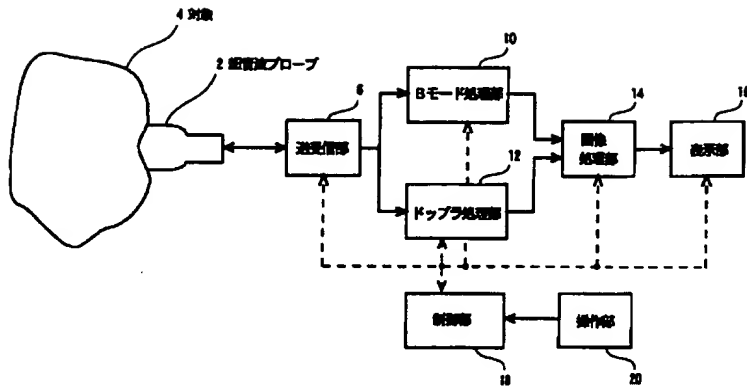 4 対象
2 超音波プローブ
6
送受信部
10
Bモード処理部
12
ドップラ処理部
14
画像
処理部
16
表示部
制御部
18
操作部
20